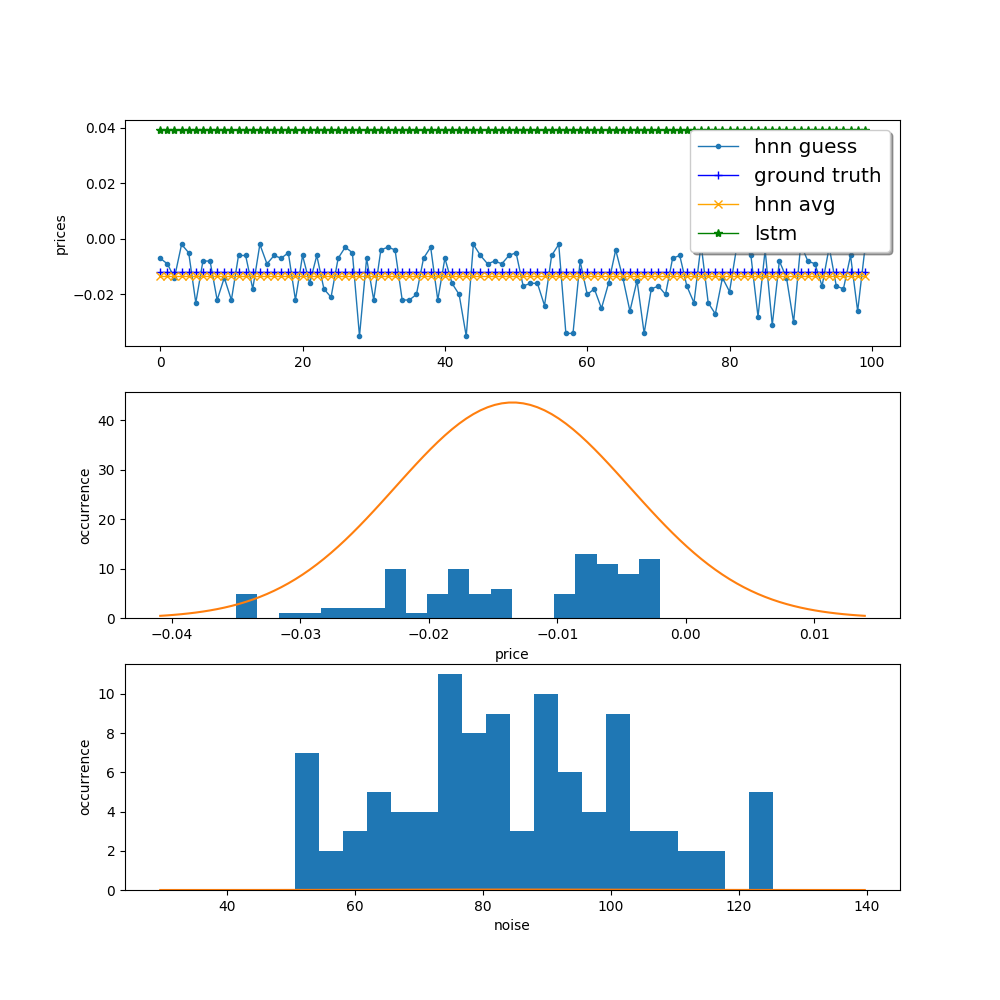 0.04
0.02
0.00
−0.02
prices
hnn guess
ground truth
hnn avg
lstm
0 20 40 60 80 100
40
30
20
10
0
occurrence
−0.04 −0.03 −0.02 −0.01 0.00 0.01
price
10
8
6
4
2
0
occurrence
40 60 80 100 120 140
noise